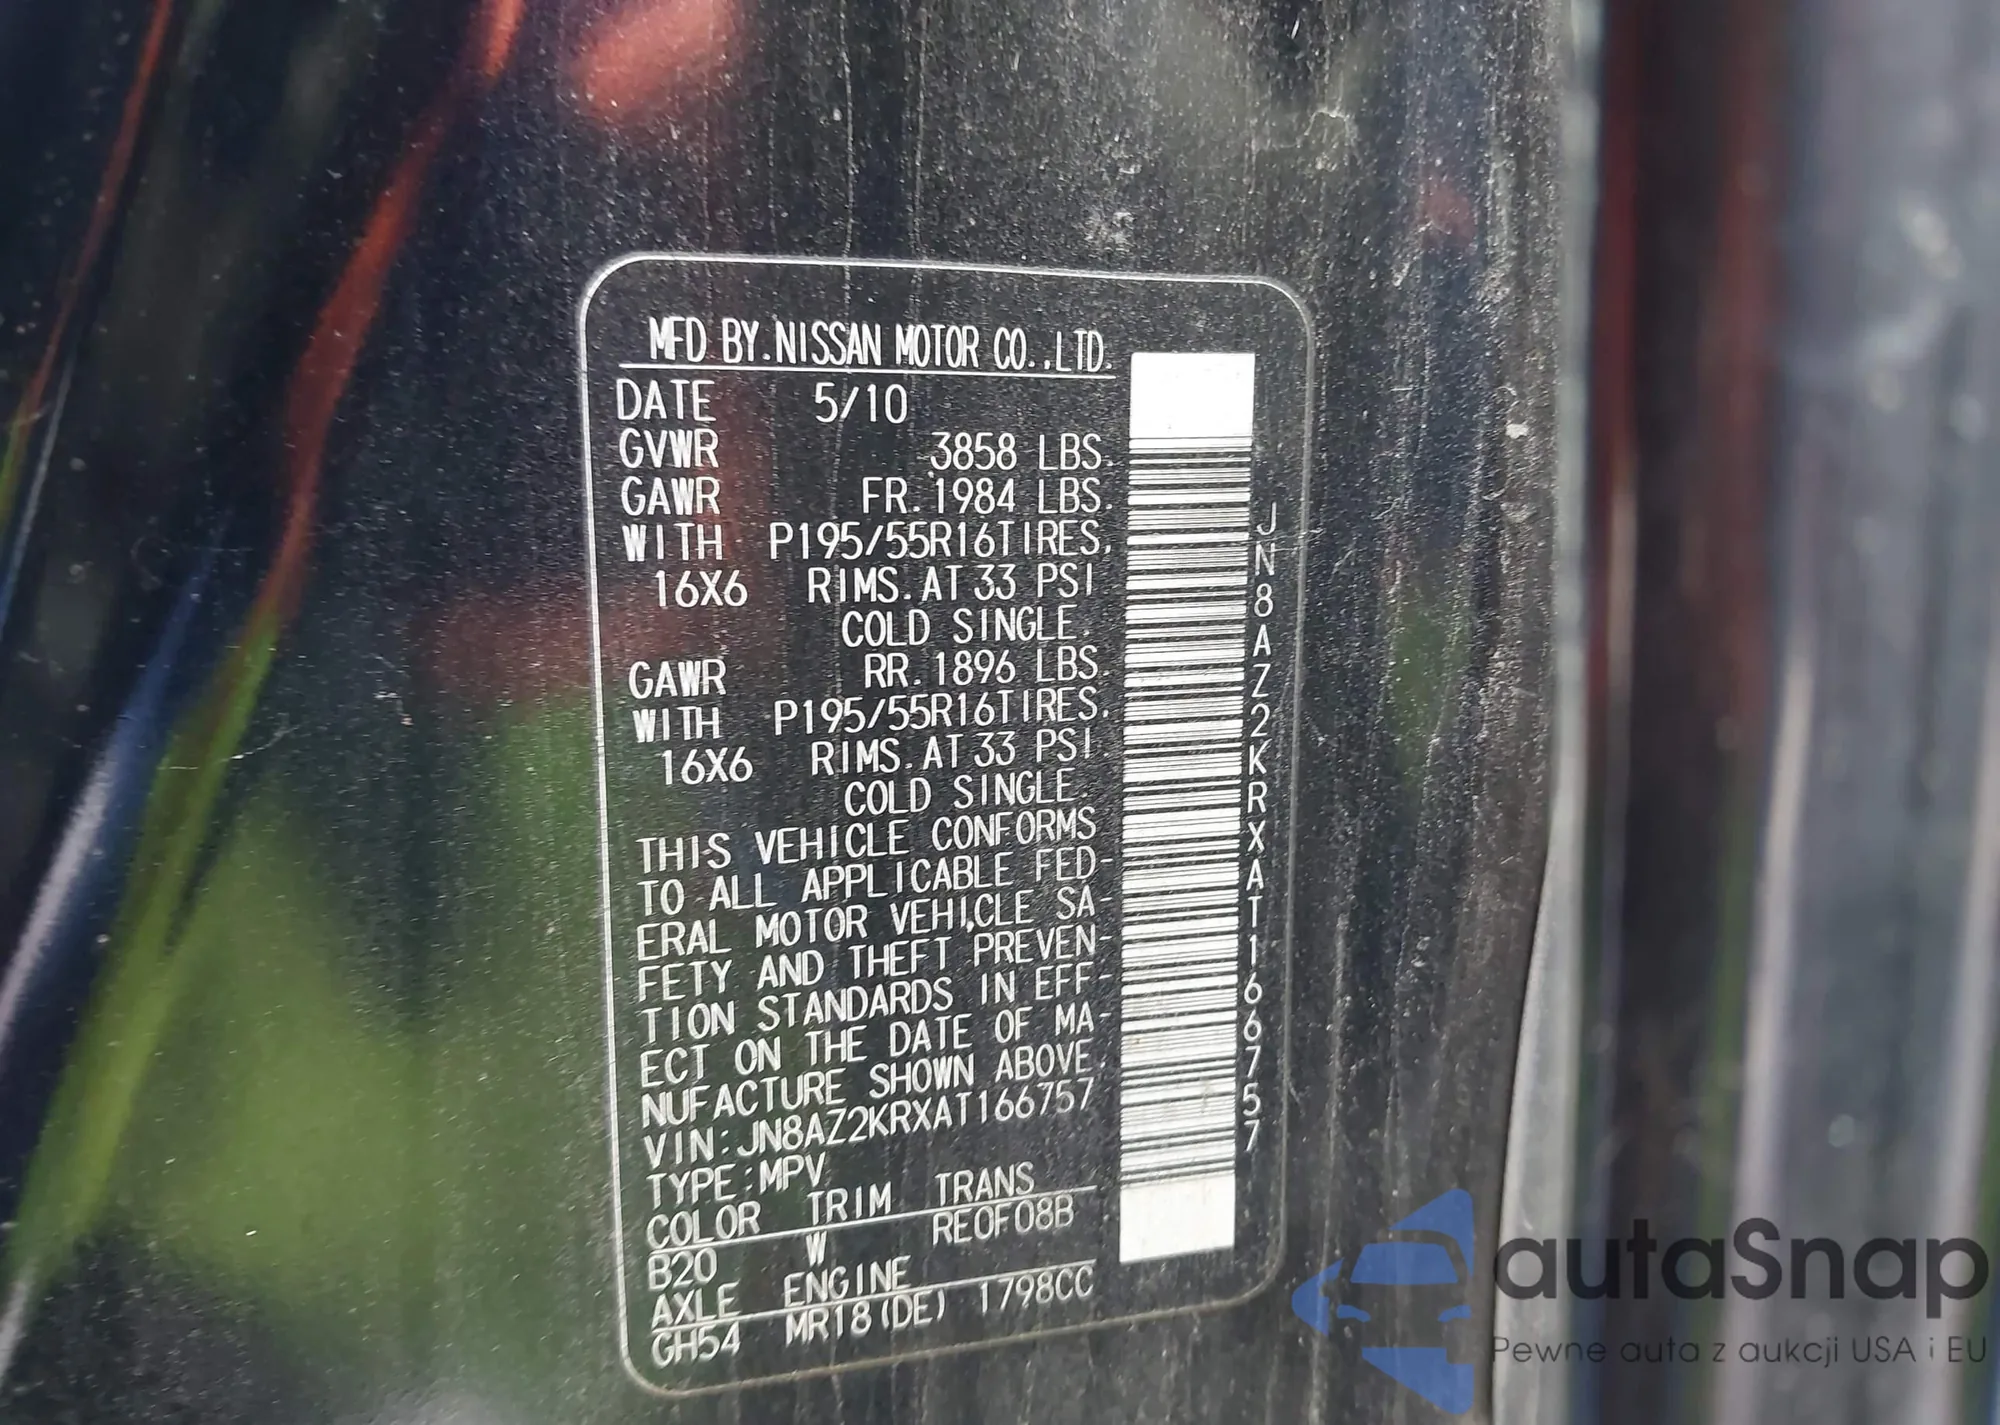 MFD BY.NISSAN MOTOR CO.,LTD.
DATE 5/10
GVWR 3858 LBS.
GAWR FR. 1984 LBS.
WITH P195/55R16TIRES,
16X6 RIMS. AT 33 PSI
COLD SINGLE.
GAWR RR. 1896 LBS.
WITH P195/55R16TIRES,
16X6 RIMS. AT 33 PSI
COLD SINGLE.
THIS VEHICLE CONFORMS
TO ALL APPLICABLE FED-
ERAL MOTOR VEHICLE SA-
FETY AND THEFT PREVEN-
TION STANDARDS IN EFF-
ECT ON THE DATE OF MA-
NUFACTURE SHOWN ABOVE.
VIN:JN8AZ2KRXAT166757
TYPE:MPV
COLOR TRIM TRANS
B20 W RE0F08B
AXLE ENGINE
GH54 MR18(DE) 1798CC
JN8AZ2KRXAT166757
autaSnap
Pewne auta z aukcji USA i EU